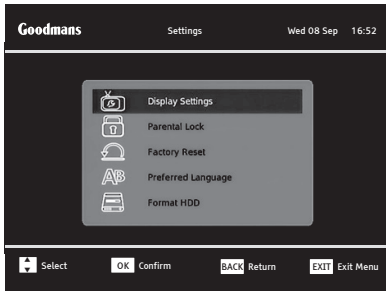 Goodmans Settings Wed 08 Sep 16:52
Display Settings
Parental Lock
Factory Reset
AB Preferred Language
Format HDD
Select OK Confirm BACK Return EXIT Exit Menu